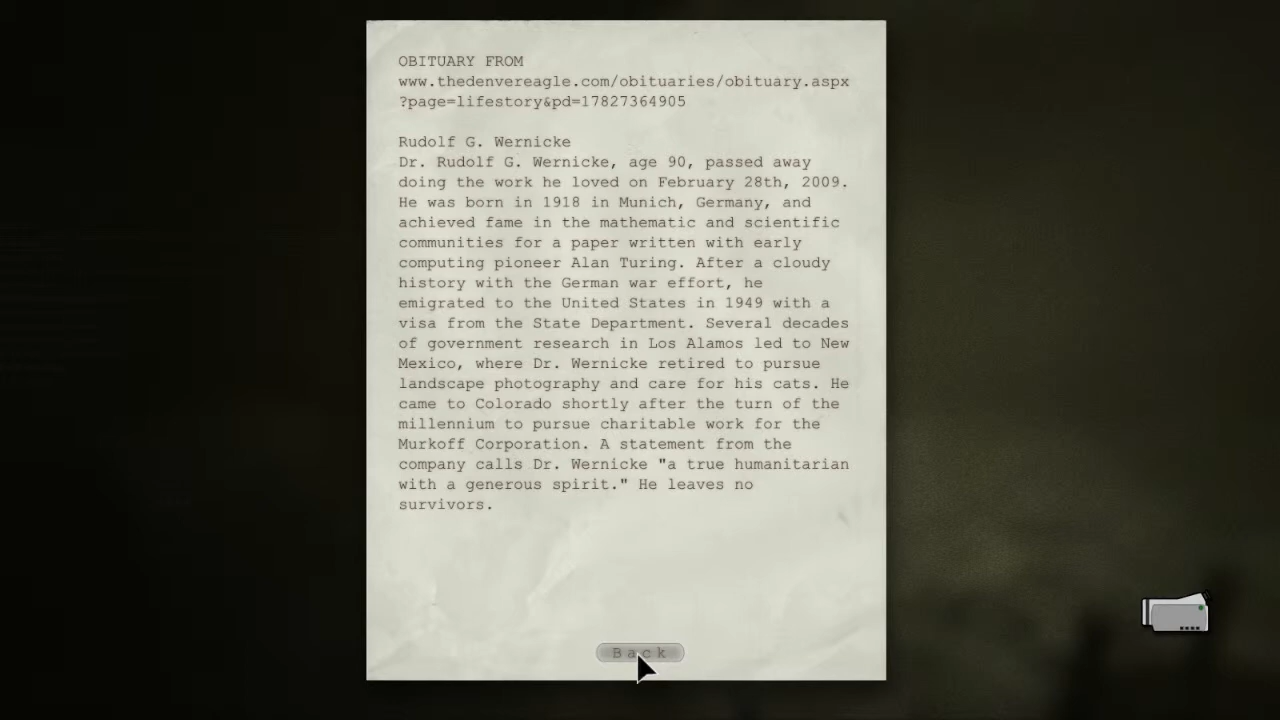 OBITUARY FROM
www.thedenvereagle.com/obituaries/obituary.aspx
?page=lifestory&pd=17827364905
Rudolf G. Wernicke
Dr. Rudolf G. Wernicke, age 90, passed away
doing the work he loved on February 28th, 2009.
He was born in 1918 in Munich, Germany, and
achieved fame in the mathematic and scientific
communities for a paper written with early
computing pioneer Alan Turing. After a cloudy
history with the German war effort, he
emigrated to the United States in 1949 with a
visa from the State Department. Several decades
of government research in Los Alamos led to New
Mexico, where Dr. Wernicke retired to pursue
landscape photography and care for his cats. He
came to Colorado shortly after the turn of the
millennium to pursue charitable work for the
Murkoff Corporation. A statement from the
company calls Dr. Wernicke "a true humanitarian
with a generous spirit." He leaves no
survivors.
Back